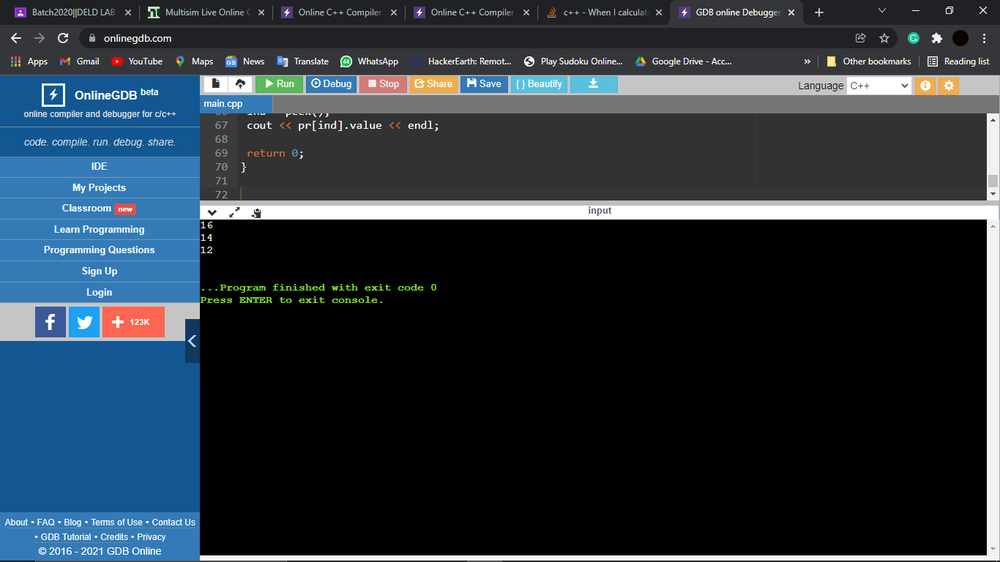 Batch2020||DELD LAB
Multisim Live Online C
Online C++ Compiler
Online C++ Compiler
c++ - When I calculat
GDB online Debugger
onlinegdb.com
Apps
Gmail
YouTube
Maps
News
Translate
WhatsApp
HackerEarth: Remot...
Play Sudoku Online...
Google Drive - Acc...
»
Other bookmarks
Reading list
OnlineGDB beta
online compiler and debugger for c/c++
code. compile. run. debug. share.
IDE
My Projects
Classroom new
Learn Programming
Programming Questions
Sign Up
Login
123K
About • FAQ • Blog • Terms of Use • Contact Us
• GDB Tutorial • Credits • Privacy
© 2016 - 2021 GDB Online
Run
Debug
Stop
Share
Save
{ } Beautify
Language C++
main.cpp
67 cout << pr[ind].value << endl;
68
69 return 0;
70 }
71
72
input
16
14
12
...Program finished with exit code 0
Press ENTER to exit console.